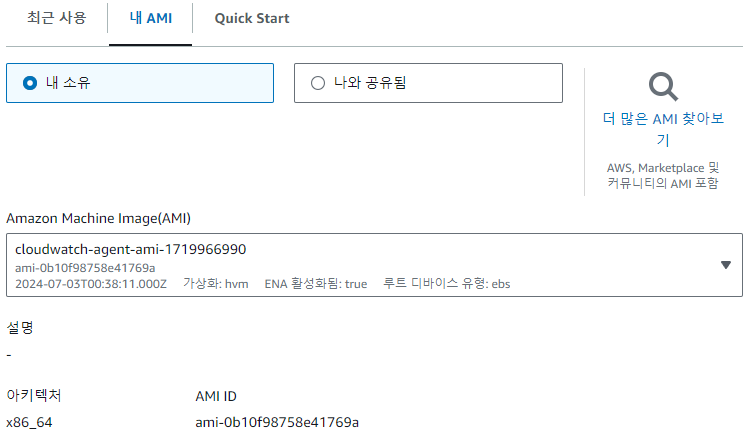 최근 사용 내 AMI Quick Start
내 소유 나와 공유됨
더 많은 AMI 찾아보
기
AWS, Marketplace 및
커뮤니티의 AMI 포함
Amazon Machine Image(AMI)
cloudwatch-agent-ami-1719966990
ami-0b10f98758e41769a
2024-07-03T00:38:11.000Z 가상화: hvm ENA 활성화됨: true 루트 디바이스 유형: ebs
설명
-
아키텍처 AMI ID
x86_64 ami-0b10f98758e41769a